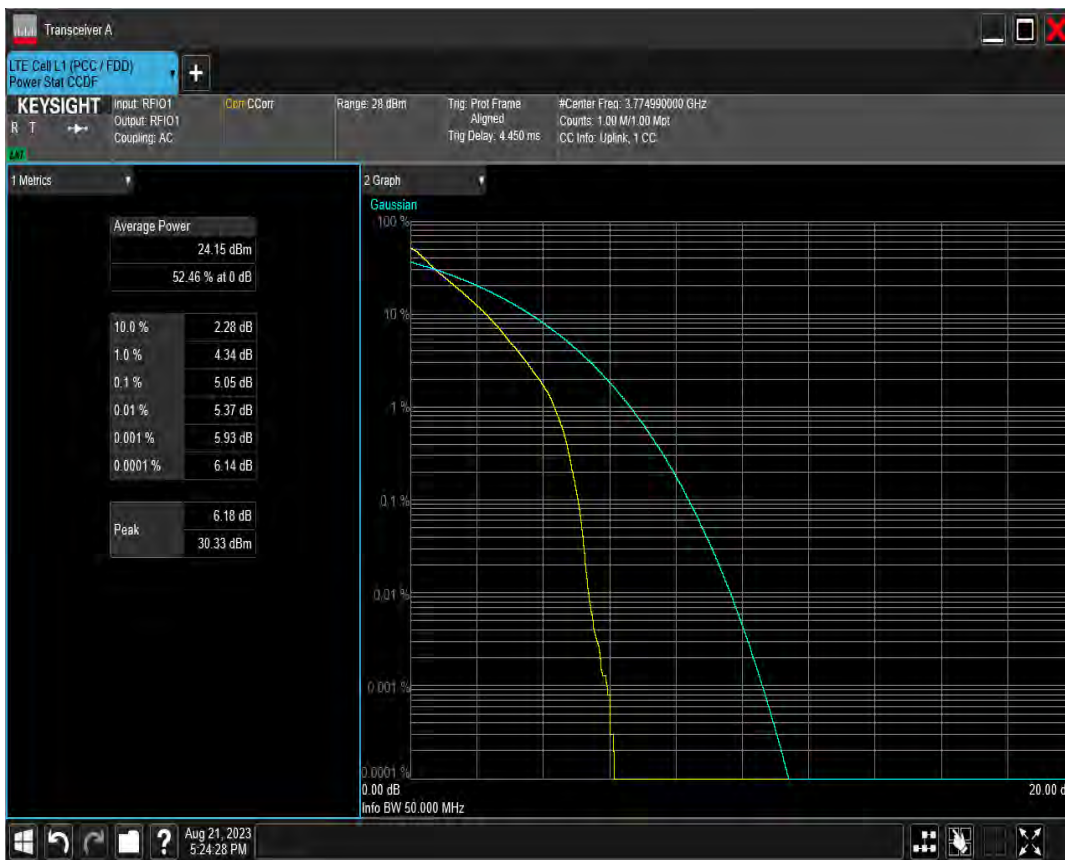 Transceiver A
LTE Cell L1 (PCC / FDD)
Power Stat CCDF
+
KEYSIGHT
R T
LNI
Input: RFIO1
Output: RFIO1
Coupling: AC
Corr CCorr
Range: 28 dBm
Trig: Prot Frame
Aligned
Trig Delay: 4.450 ms
#Center Freq: 3.774990000 GHz
Counts: 1.00 M/1.00 Mpt
CC Info: Uplink, 1 CC
1 Metrics
Average Power
24.15 dBm
52.46 % at 0 dB
10.0 % 2.28 dB
1.0 % 4.34 dB
0.1 % 5.05 dB
0.01 % 5.37 dB
0.001 % 5.93 dB
0.0001 % 6.14 dB
Peak 6.18 dB
30.33 dBm
2 Graph
Gaussian
100 %
10 %
1 %
0.1 %
0.01 %
0.001 %
0.0001 %
0.00 dB
20.00 d
Info BW 50.000 MHz
?
Aug 21, 2023
5:24:28 PM